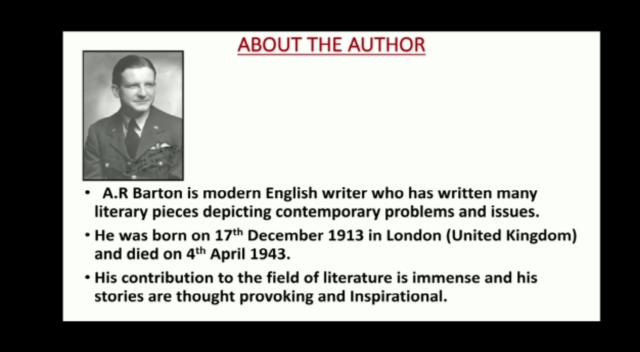 ABOUT THE AUTHOR
• A.R Barton is modern English writer who has written many
literary pieces depicting contemporary problems and issues.
• He was born on 17th December 1913 in London (United Kingdom)
and died on 4th April 1943.
• His contribution to the field of literature is immense and his
stories are thought provoking and Inspirational.